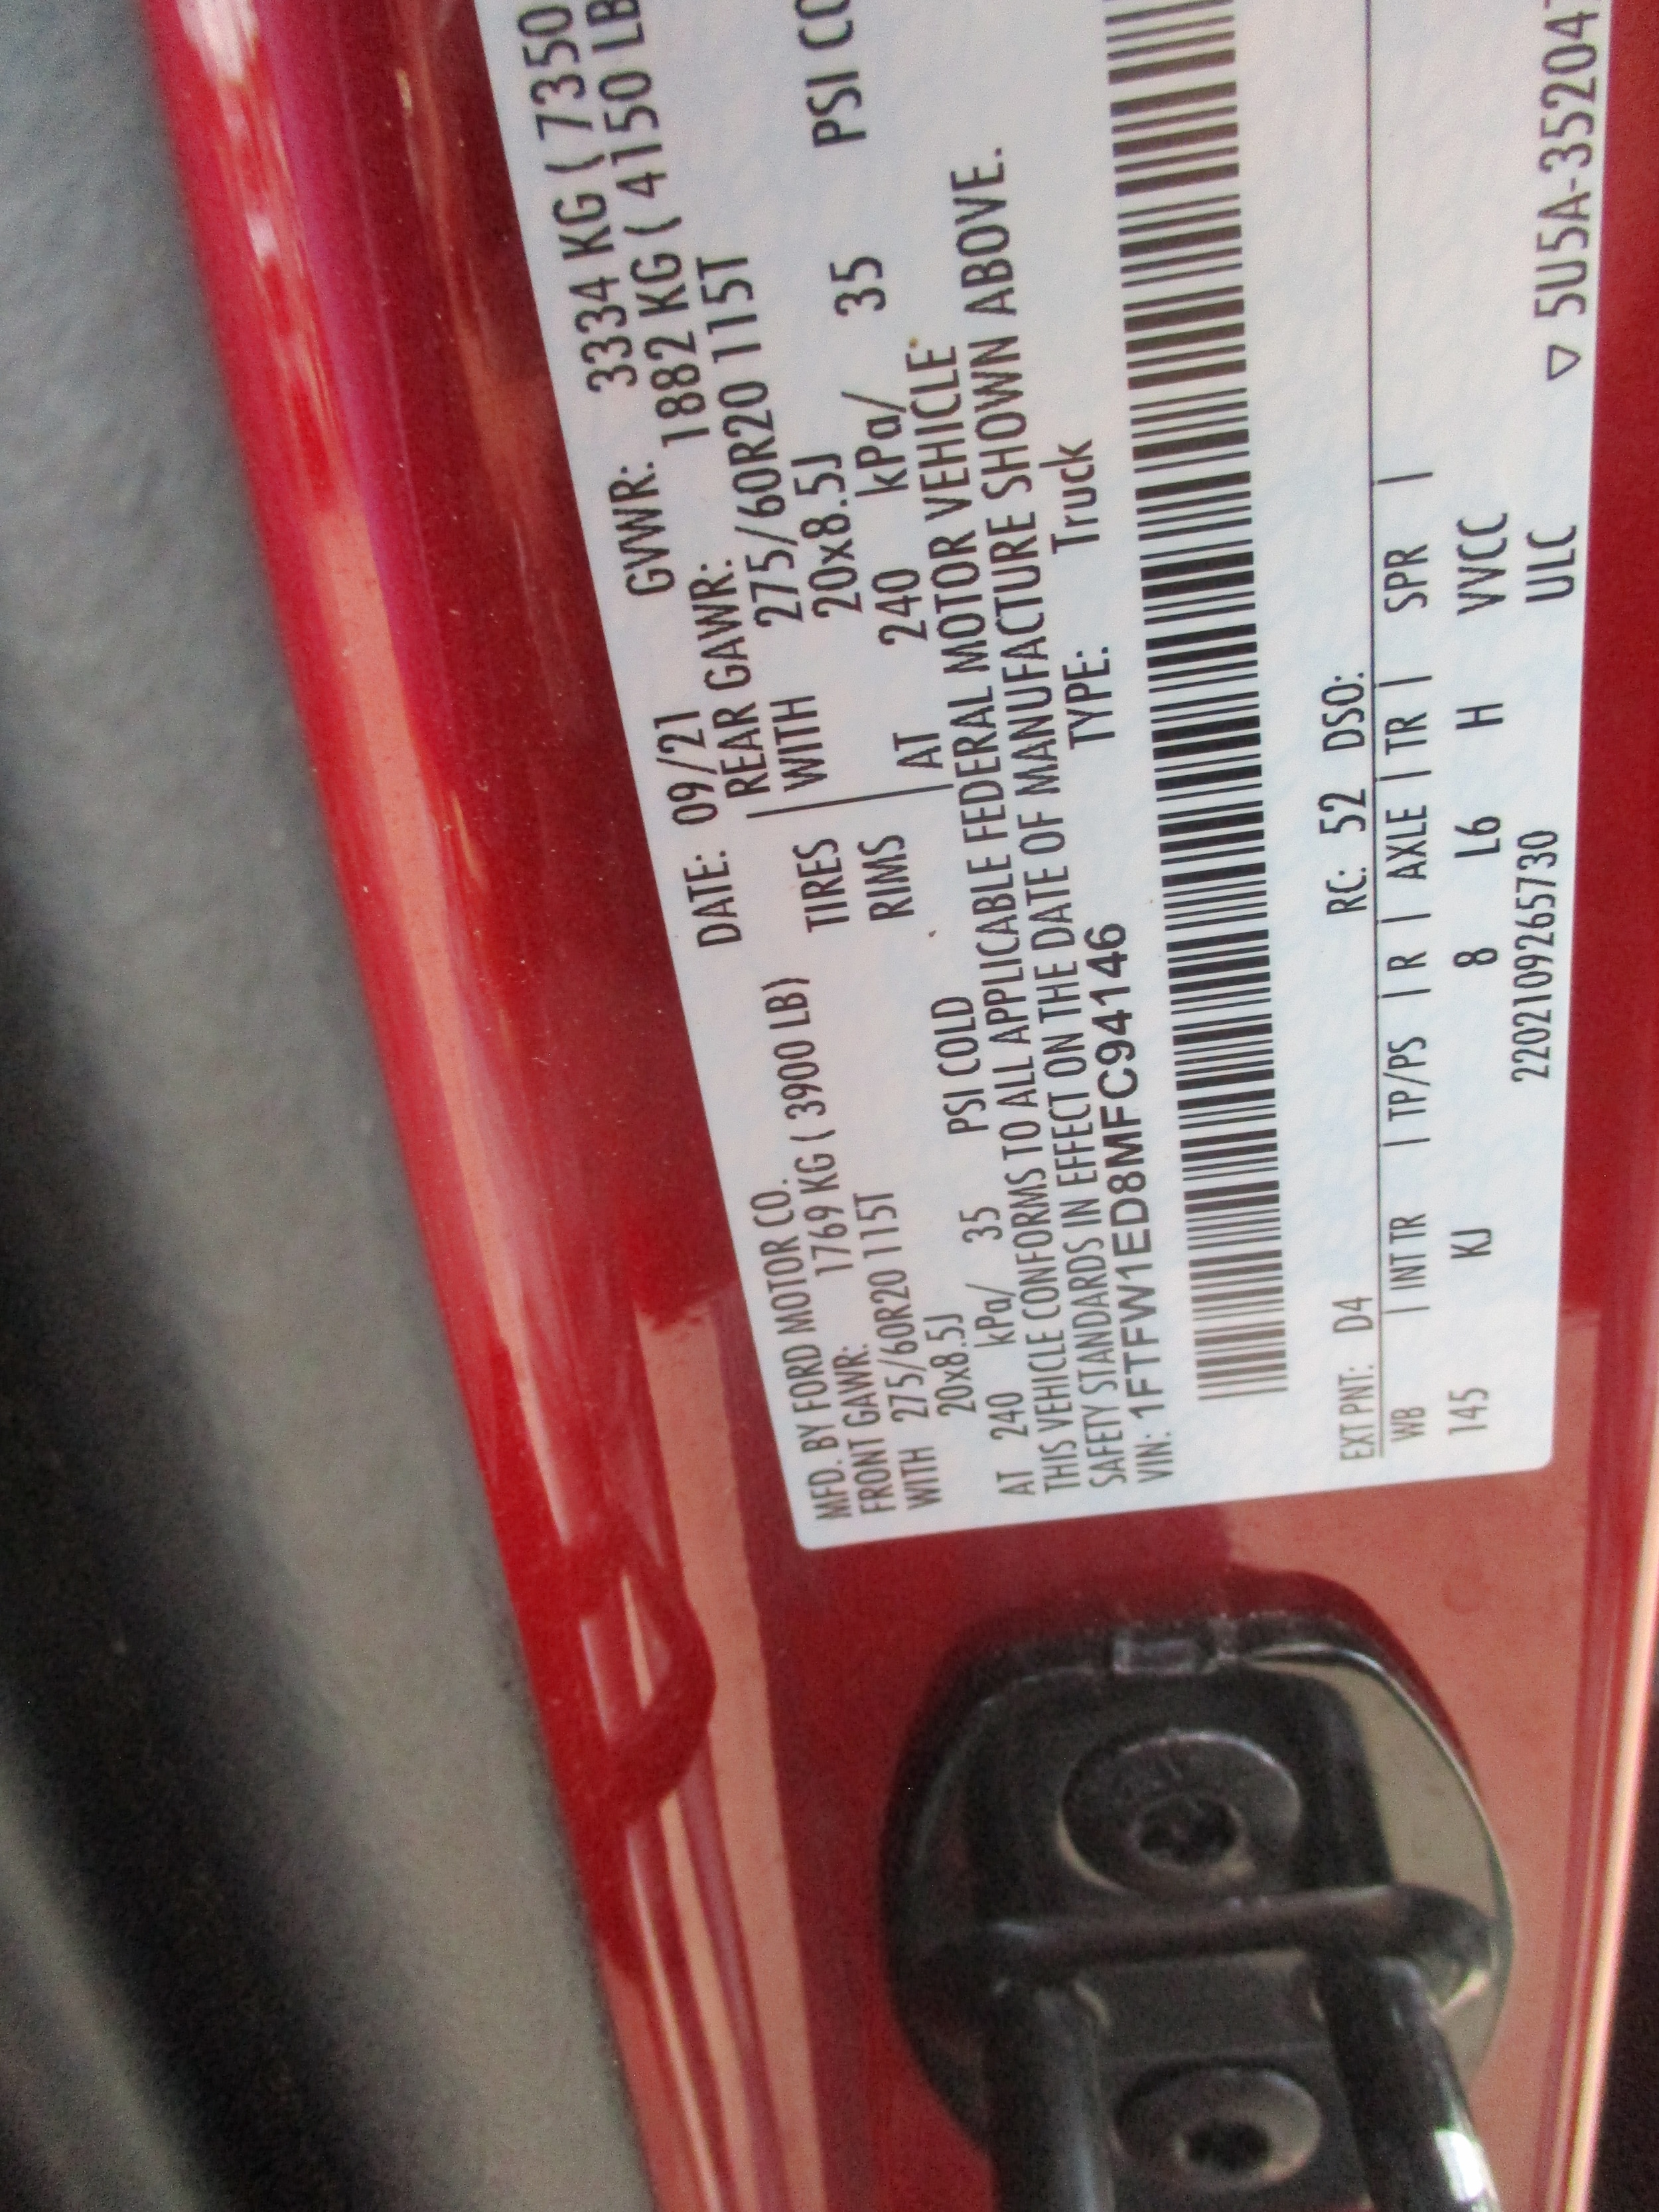 MFD. BY FORD MOTOR CO. DATE: 09/21 GVWR: 3334 KG ( 7350
FRONT GAWR: 1769 KG ( 3900 LB) REAR GAWR: 1882 KG ( 4150 LB
WITH 275/60R20 115T TIRES WITH 275/60R20 115T
20x8.5J RIMS 20x8.5J
AT 240 kPa/ 35 PSI COLD AT 240 kPa/ 35 PSI CO
THIS VEHICLE CONFORMS TO ALL APPLICABLE FEDERAL MOTOR VEHICLE
SAFETY STANDARDS IN EFFECT ON THE DATE OF MANUFACTURE SHOWN ABOVE.
VIN: 1FTFW1ED8MFC94146 TYPE: Truck
EXT PNT: D4 RC: 52 DSO:
WB | INT TR | TP/PS | R | AXLE | TR | SPR |
145 KJ 8 L6 H VVCC
220210926573O ULC ▽ 5U5A-35204